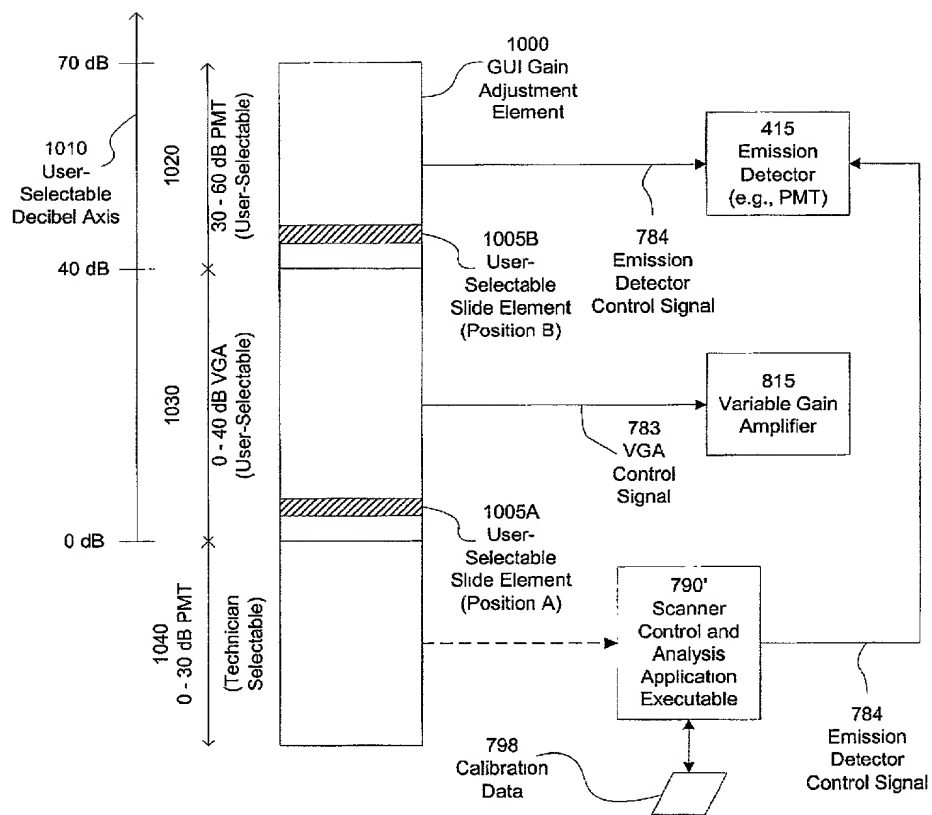 70 dB
1010
User-
Selectable
Decibel Axis
40 dB
0 dB
1020
30 - 60 dB PMT
(User-Selectable)
1030
0 - 40 dB VGA
(User-Selectable)
1040
0 - 30 dB PMT
(Technician
Selectable)
1000
GUI Gain
Adjustment
Element
1005B
User-
Selectable
Slide Element
(Position B)
1005A
User-
Selectable
Slide Element
(Position A)
784
Emission
Detector
Control Signal
415
Emission
Detector
(e.g., PMT)
783
VGA
Control
Signal
815
Variable Gain
Amplifier
790'
Scanner
Control and
Analysis
Application
Executable
798
Calibration
Data
784
Emission
Detector
Control Signal